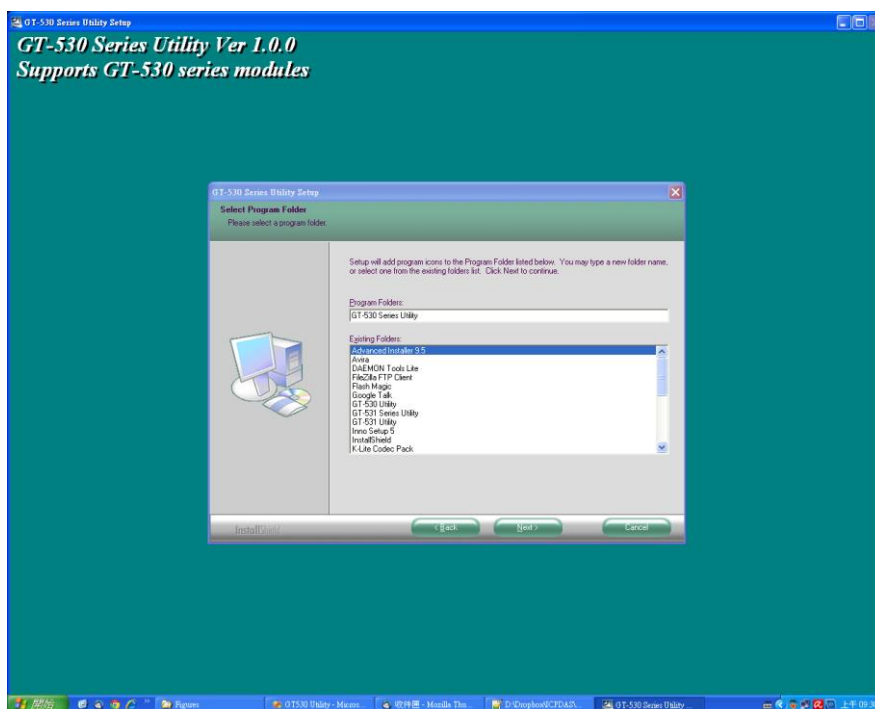 GT-530 Series Utility Setup
GT-530 Series Utility Ver 1.0.0
Supports GT-530 series modules
GT-530 Series Utility Setup
Select Program Folder
Please select a program folder.
Setup will add program icons to the Program Folder listed below. You may type a new folder name, or select one from the existing folders list. Click Next to continue.
Program Folders:
GT-530 Series Utility
Existing Folders:
Advanced Installer 9.5
Avira
DAEMON Tools Lite
FileZilla FTP Client
Flash Magic
Google Talk
GT-530 Utility
GT-531 Series Utility
GT-531 Utility
Inno Setup 5
InstallShield
K-Lite Codec Pack
InstallShield
< Back
Next >
Cancel
開始
Figures
GT530 Utility - Micros...
收件匣 - Mozilla Thu...
D:\Dropbox\ICPDAS\...
GT-530 Series Utility ...
上午 09:3